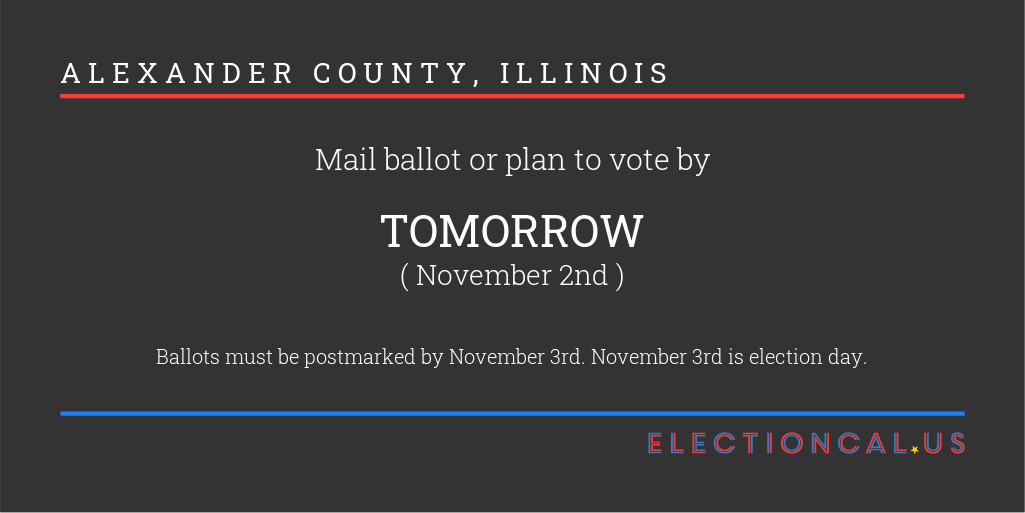 ALEXANDER COUNTY, ILLINOIS
Mail ballot or plan to vote by
TOMORROW
( November 2nd )
Ballots must be postmarked by November 3rd. November 3rd is election day.
ELECTIONCAL.US